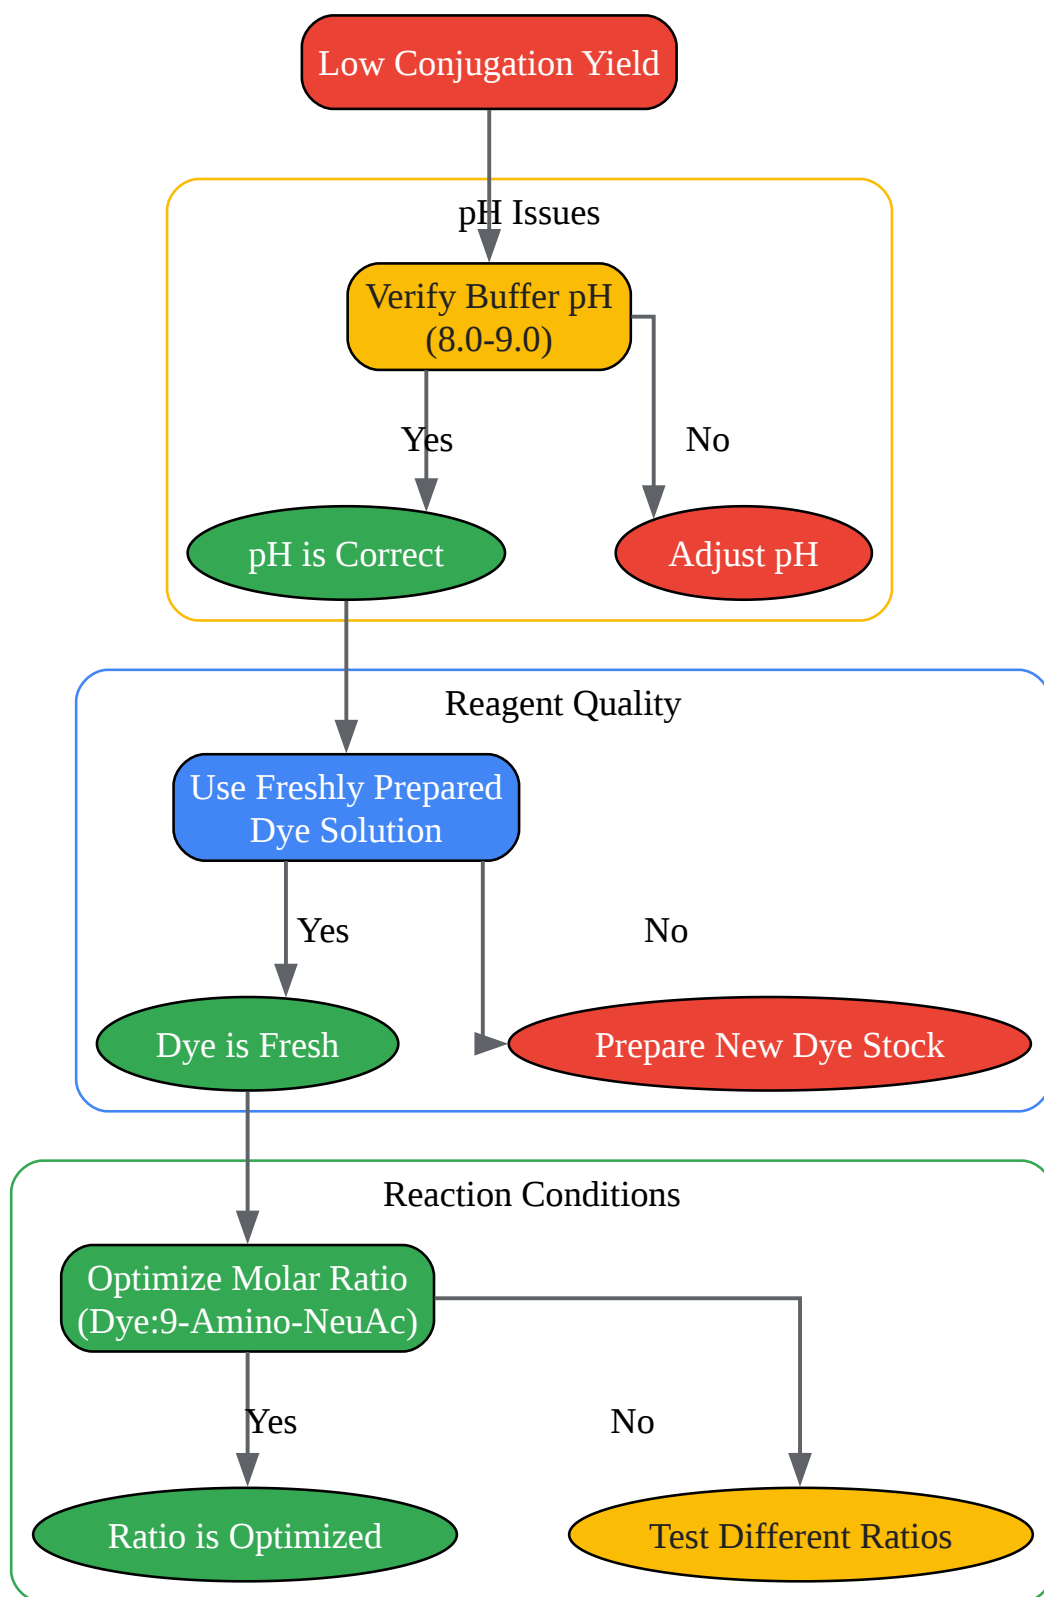 Low Conjugation Yield
pH Issues
Verify Buffer pH
(8.0-9.0)
Yes
No
pH is Correct
Adjust pH
Reagent Quality
Use Freshly Prepared
Dye Solution
Yes
No
Dye is Fresh
Prepare New Dye Stock
Reaction Conditions
Optimize Molar Ratio
(Dye:9-Amino-NeuAc)
Yes
No
Ratio is Optimized
Test Different Ratios